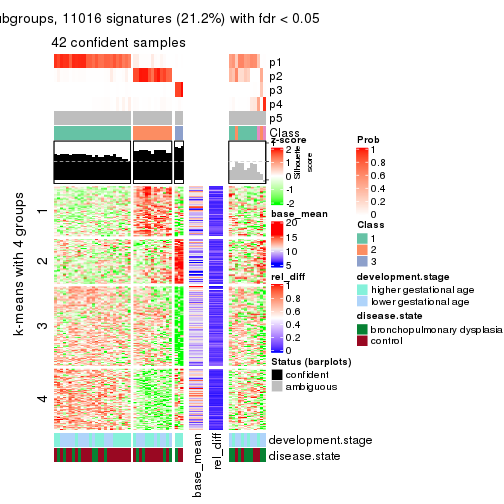 ubgroups, 11016 signatures (21.2%) with fdr < 0.05
42 confident samples
p1
p2
p3
p4
p5
Class
Silhouette
score
k-means with 4 groups
1
2
3
4
base_mean
rel_diff
development.stage
disease.state
z-score
2
1
0
-1
-2
base_mean
20
15
10
5
rel_diff
1
0.8
0.6
0.4
0.2
0
Status (barplots)
confident
ambiguous
Prob
1
0.8
0.6
0.4
0.2
0
Class
1
2
3
development.stage
higher gestational age
lower gestational age
disease.state
bronchopulmonary dysplasia
control